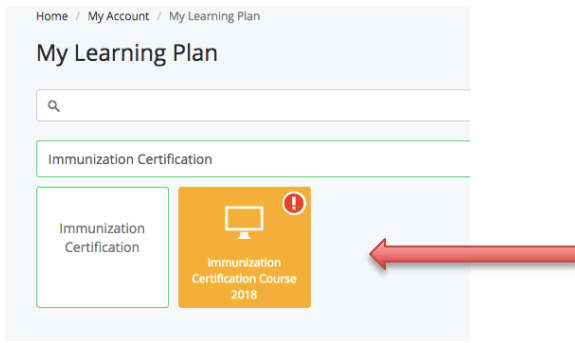 Home / My Account / My Learning Plan
My Learning Plan
Immunization Certification
Immunization
Certification
Immunization
Certification Course
2018